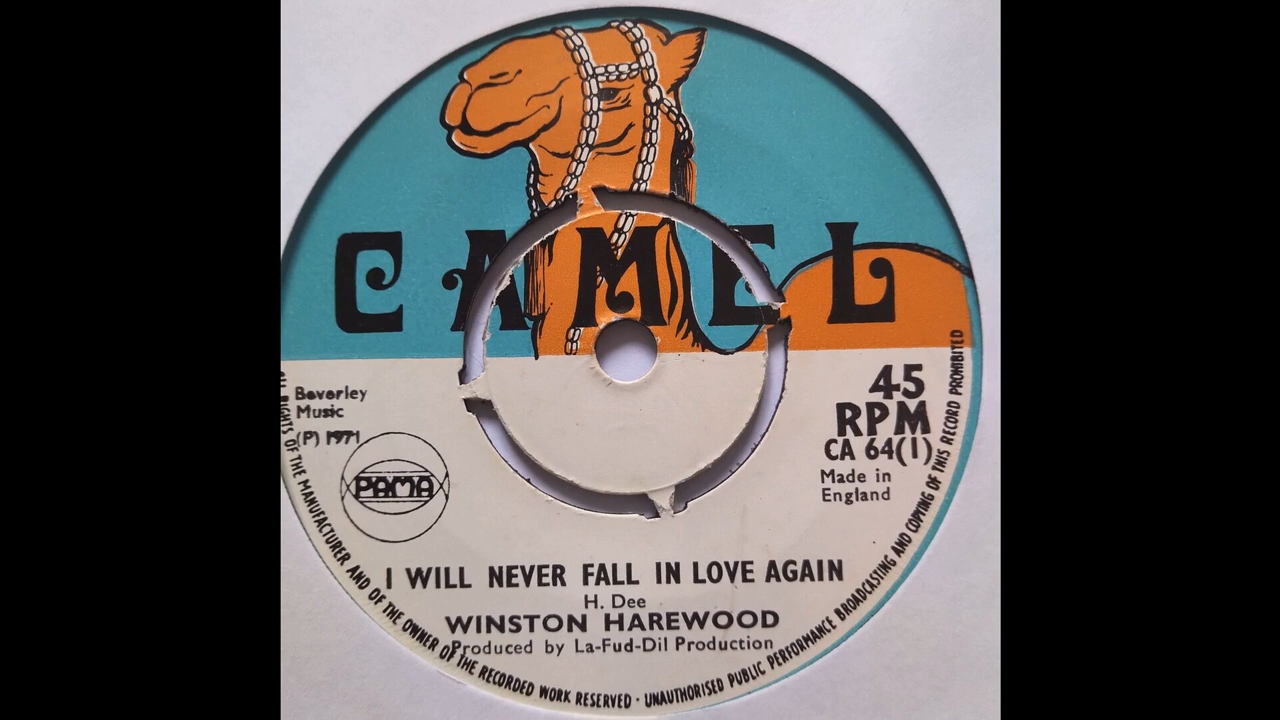 CAMEL
Beverley
Music
(P) 1971
PAMA
45
RPM
CA 64(1)
Made in
England
I WILL NEVER FALL IN LOVE AGAIN
H. Dee
WINSTON HAREWOOD
Produced by La-Fud-Dil Production
ALL RIGHTS OF THE MANUFACTURER AND OF THE OWNER OF THE RECORDED WORK RESERVED · UNAUTHORISED PUBLIC PERFORMANCE BROADCASTING AND COPYING OF THIS RECORD PROHIBITED